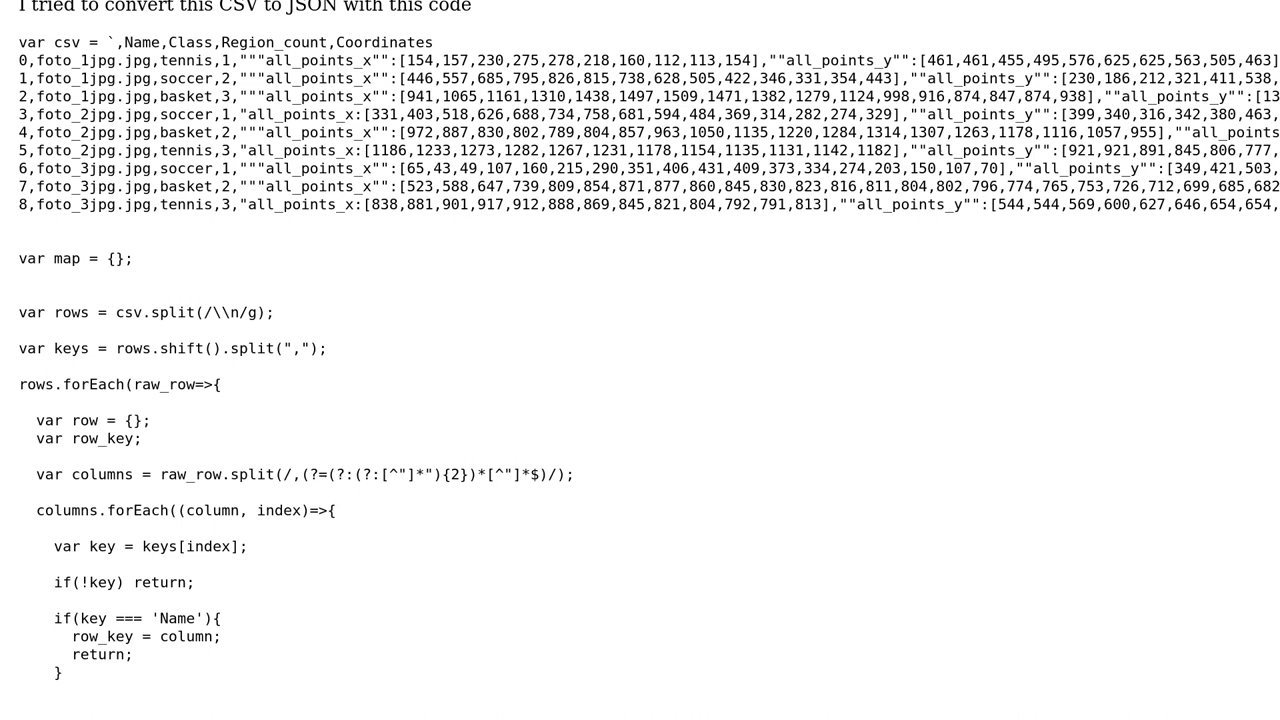 I tried to convert this CSV to JSON with this code
var csv = `,Name,Class,Region_count,Coordinates
0,foto_1jpg.jpg,tennis,1,"""all_points_x"":[154,157,230,275,278,218,160,112,113,154],""all_points_y"":[461,461,455,495,576,625,625,563,505,463]
1,foto_1jpg.jpg,soccer,2,"""all_points_x"":[446,557,685,795,826,815,738,628,505,422,346,331,354,443],""all_points_y"":[230,186,212,321,411,538,
2,foto_1jpg.jpg,basket,3,"""all_points_x"":[941,1065,1161,1310,1438,1497,1509,1471,1382,1279,1124,998,916,874,847,874,938],""all_points_y"":[13
3,foto_2jpg.jpg,soccer,1,"all_points_x:[331,403,518,626,688,734,758,681,594,484,369,314,282,274,329],""all_points_y"":[399,340,316,342,380,463,
4,foto_2jpg.jpg,basket,2,"""all_points_x"":[972,887,830,802,789,804,857,963,1050,1135,1220,1284,1314,1307,1263,1178,1116,1057,955],""all_points
5,foto_2jpg.jpg,tennis,3,"all_points_x:[1186,1233,1273,1282,1267,1231,1178,1154,1135,1131,1142,1182],""all_points_y"":[921,921,891,845,806,777,
6,foto_3jpg.jpg,soccer,1,"""all_points_x"":[65,43,49,107,160,215,290,351,406,431,409,373,334,274,203,150,107,70],""all_points_y"":[349,421,503,
7,foto_3jpg.jpg,basket,2,"""all_points_x"":[523,588,647,739,809,854,871,877,860,845,830,823,816,811,804,802,796,774,765,753,726,712,699,685,682
8,foto_3jpg.jpg,tennis,3,"all_points_x:[838,881,901,917,912,888,869,845,821,804,792,791,813],""all_points_y"":[544,544,569,600,627,646,654,654,
var map = {};
var rows = csv.split(/\\n/g);
var keys = rows.shift().split(",");
rows.forEach(raw_row=>{
var row = {};
var row_key;
var columns = raw_row.split(/,(?=(?:(?:[^"]*"){2})*[^"]*$)/);
columns.forEach((column, index)=>{
var key = keys[index];
if(!key) return;
if(key === 'Name'){
row_key = column;
return;
}